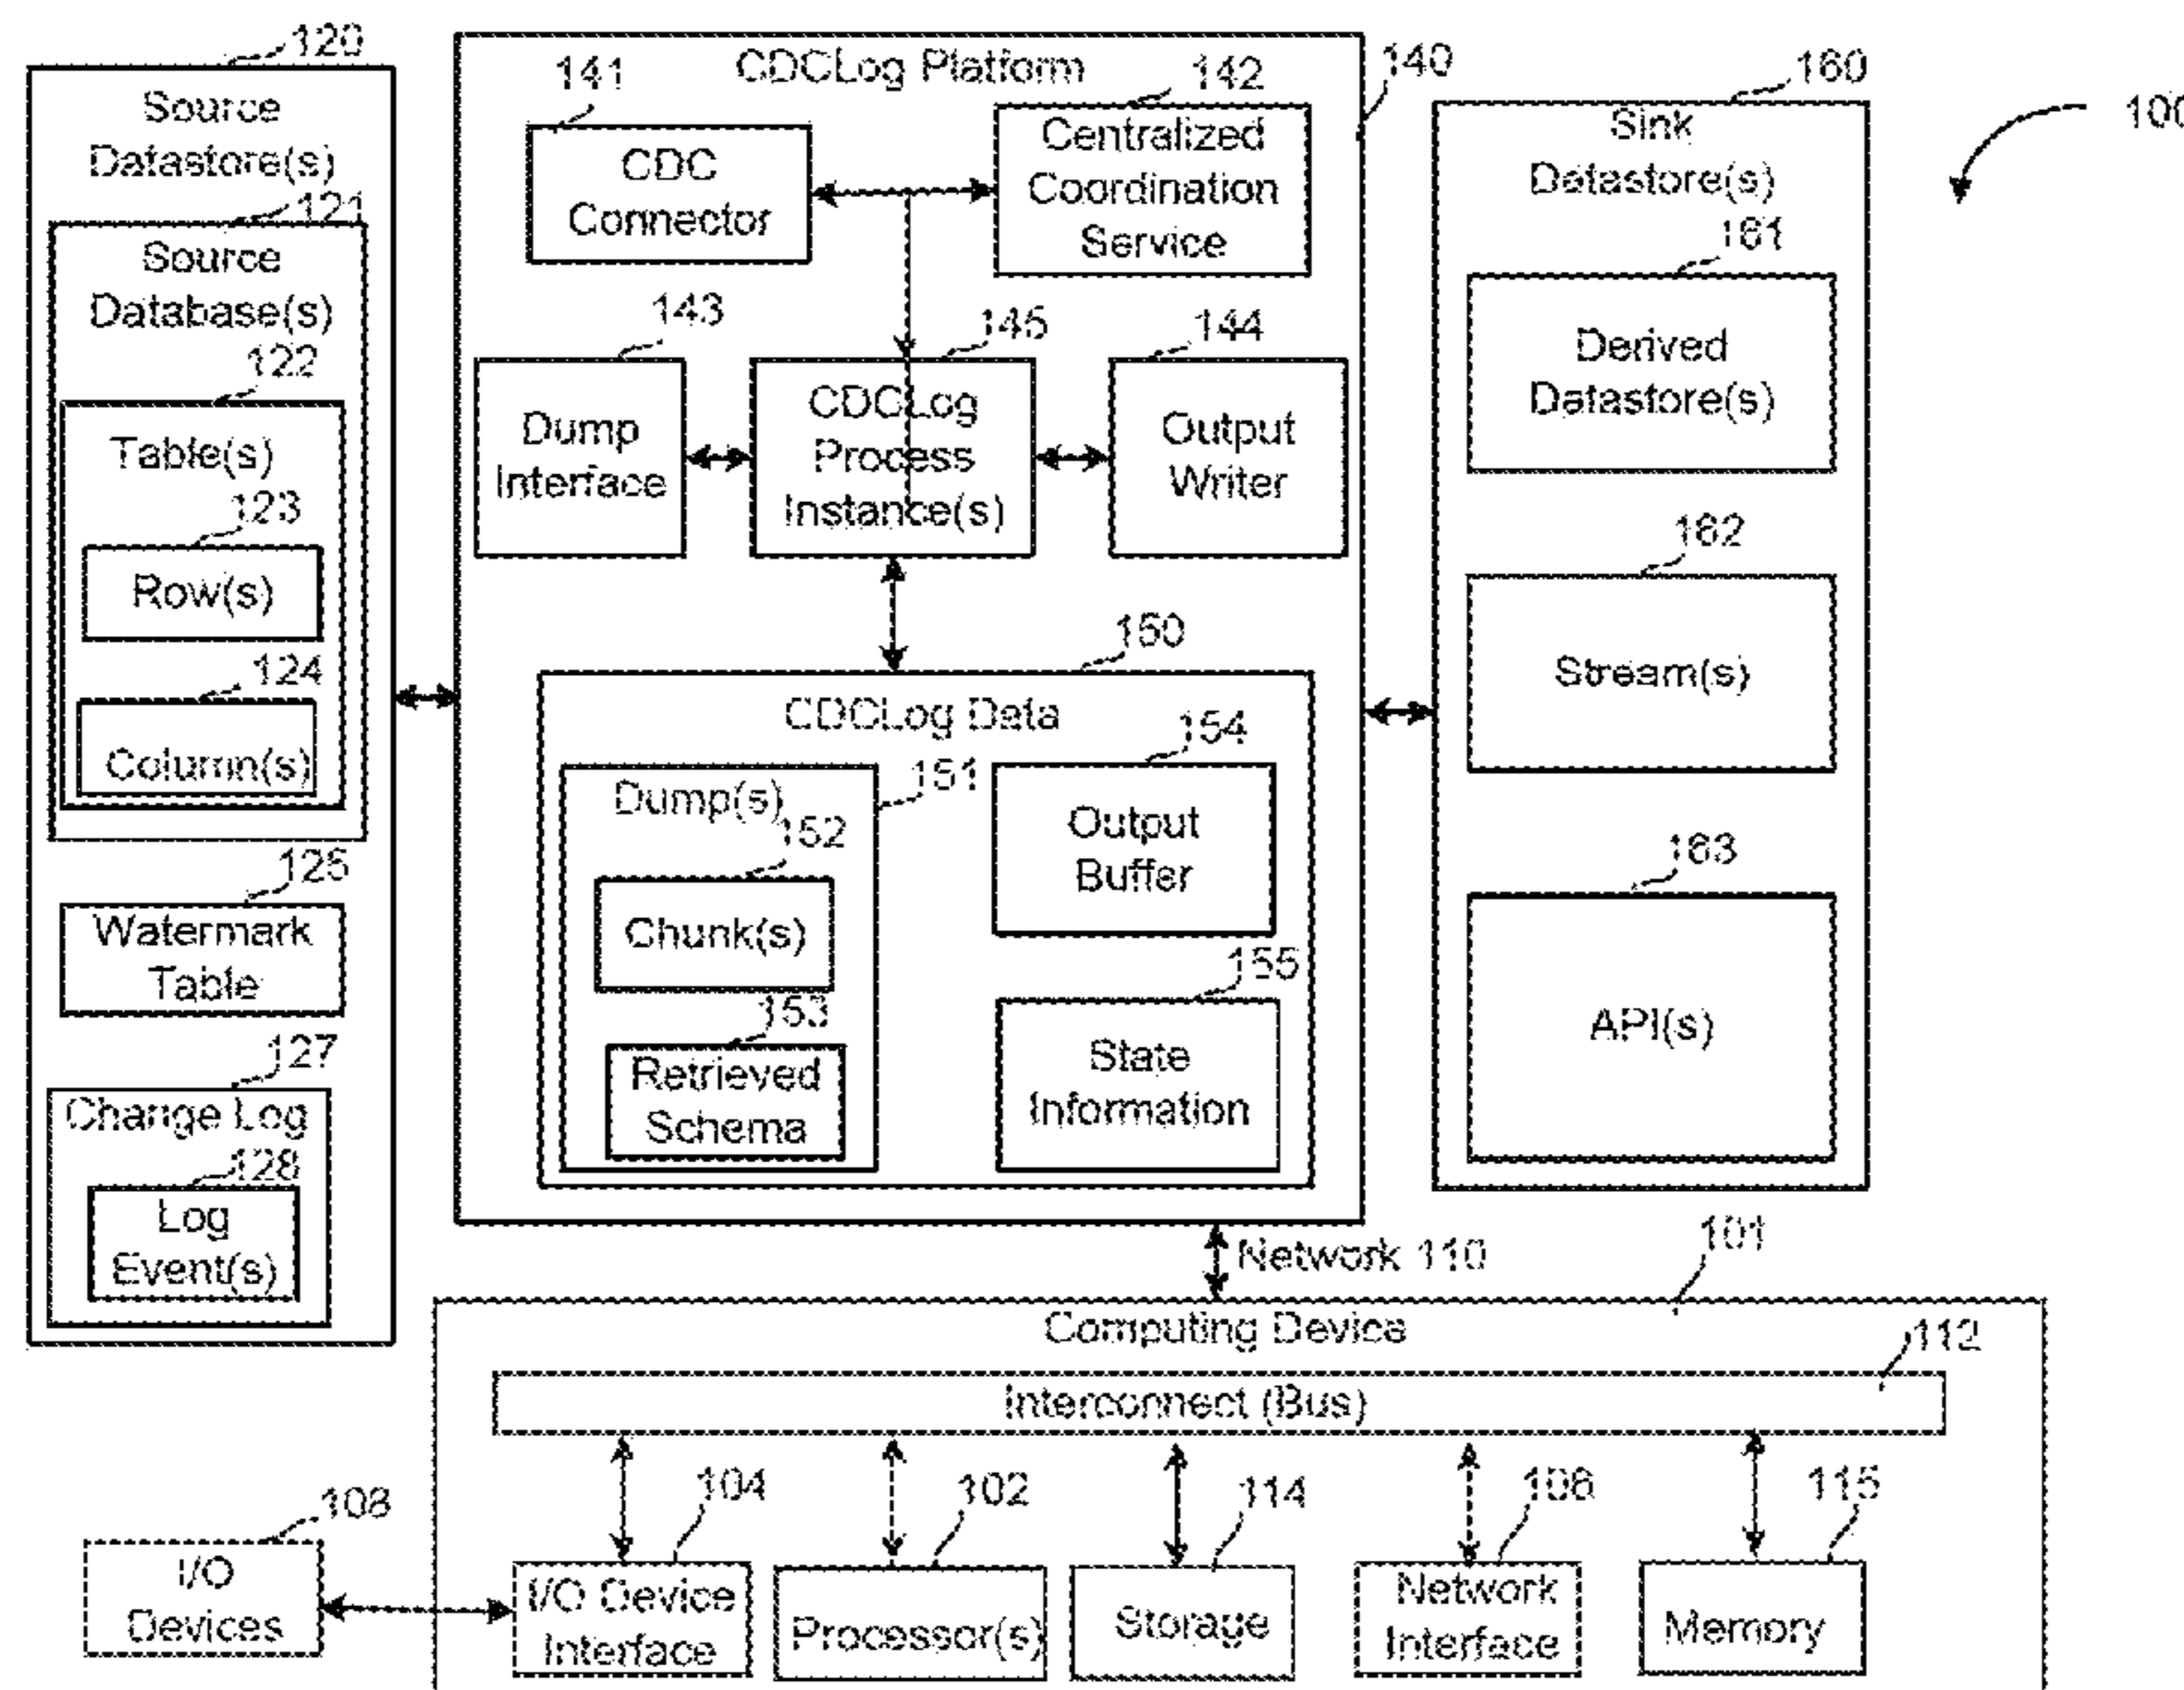 120
Source
Datastore(s)
121
Source
Database(s)
122
Table(s)
123
Row(s)
124
Column(s)
125
Watermark
Table
127
Change Log
128
Log
Event(s)
CDCLog Platform
140
141
CDC
Connector
142
Centralized
Coordination
Service
143
Dump
Interface
145
CDCLog
Process
Instance(s)
144
Output
Writer
150
CDCLog Data
151
Dump(s)
152
Chunk(s)
153
Retrieved
Schema
154
Output
Buffer
155
State
Information
160
Sink
Datastore(s)
161
Derived
Datastore(s)
162
Stream(s)
163
API(s)
100
Network 110
101
Computing Device
112
Interconnect (Bus)
108
I/O
Devices
104
I/O Device
Interface
102
Processor(s)
114
Storage
106
Network
Interface
115
Memory